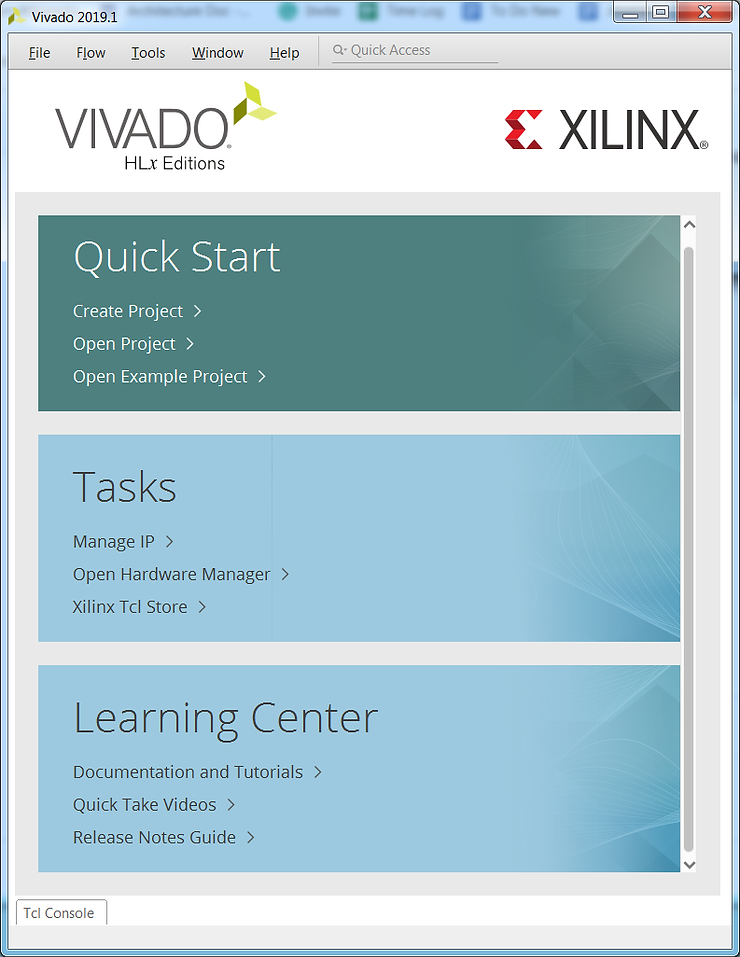 Vivado 2019.1
File Flow Tools Window Help Quick Access
VIVADO®
HLx Editions
XILINX®
Quick Start
Create Project
Open Project
Open Example Project
Tasks
Manage IP
Open Hardware Manager
Xilinx Tcl Store
Learning Center
Documentation and Tutorials
Quick Take Videos
Release Notes Guide
Tcl Console